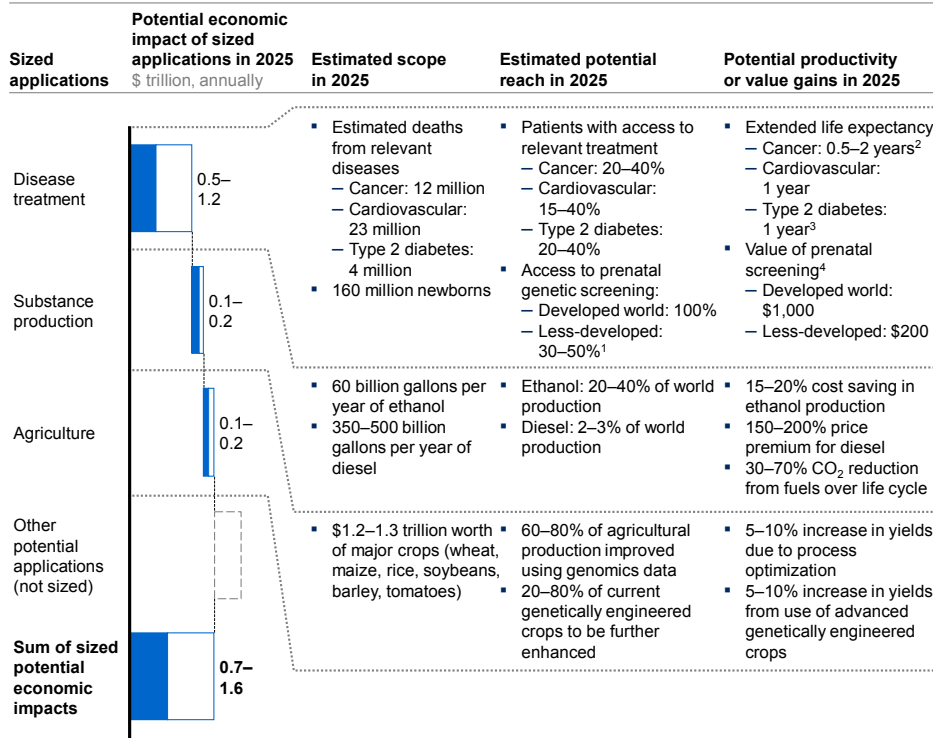 Sized
applications
Potential economic
impact of sized
applications in 2025
$ trillion, annually
Estimated scope
in 2025
Estimated potential
reach in 2025
Potential productivity
or value gains in 2025
Disease
treatment
0.5–
1.2
▪ Estimated deaths
from relevant
diseases
– Cancer: 12 million
– Cardiovascular:
23 million
– Type 2 diabetes:
4 million
▪ 160 million newborns
▪ Patients with access to
relevant treatment
– Cancer: 20–40%
– Cardiovascular:
15–40%
– Type 2 diabetes:
20–40%
▪ Access to prenatal
genetic screening:
– Developed world: 100%
– Less-developed:
30–50%¹
▪ Extended life expectancy
– Cancer: 0.5–2 years²
– Cardiovascular:
1 year
– Type 2 diabetes:
1 year³
▪ Value of prenatal
screening⁴
– Developed world:
$1,000
– Less-developed: $200
Substance
production
0.1–
0.2
▪ 60 billion gallons per
year of ethanol
▪ 350–500 billion
gallons per year of
diesel
▪ Ethanol: 20–40% of world
production
▪ Diesel: 2–3% of world
production
▪ 15–20% cost saving in
ethanol production
▪ 150–200% price
premium for diesel
▪ 30–70% CO₂ reduction
from fuels over life cycle
Agriculture
0.1–
0.2
▪ $1.2–1.3 trillion worth
of major crops (wheat,
maize, rice, soybeans,
barley, tomatoes)
▪ 60–80% of agricultural
production improved
using genomics data
▪ 20–80% of current
genetically engineered
crops to be further
enhanced
▪ 5–10% increase in yields
due to process
optimization
▪ 5–10% increase in yields
from use of advanced
genetically engineered
crops
Other
potential
applications
(not sized)
Sum of sized
potential
economic
impacts
0.7–
1.6